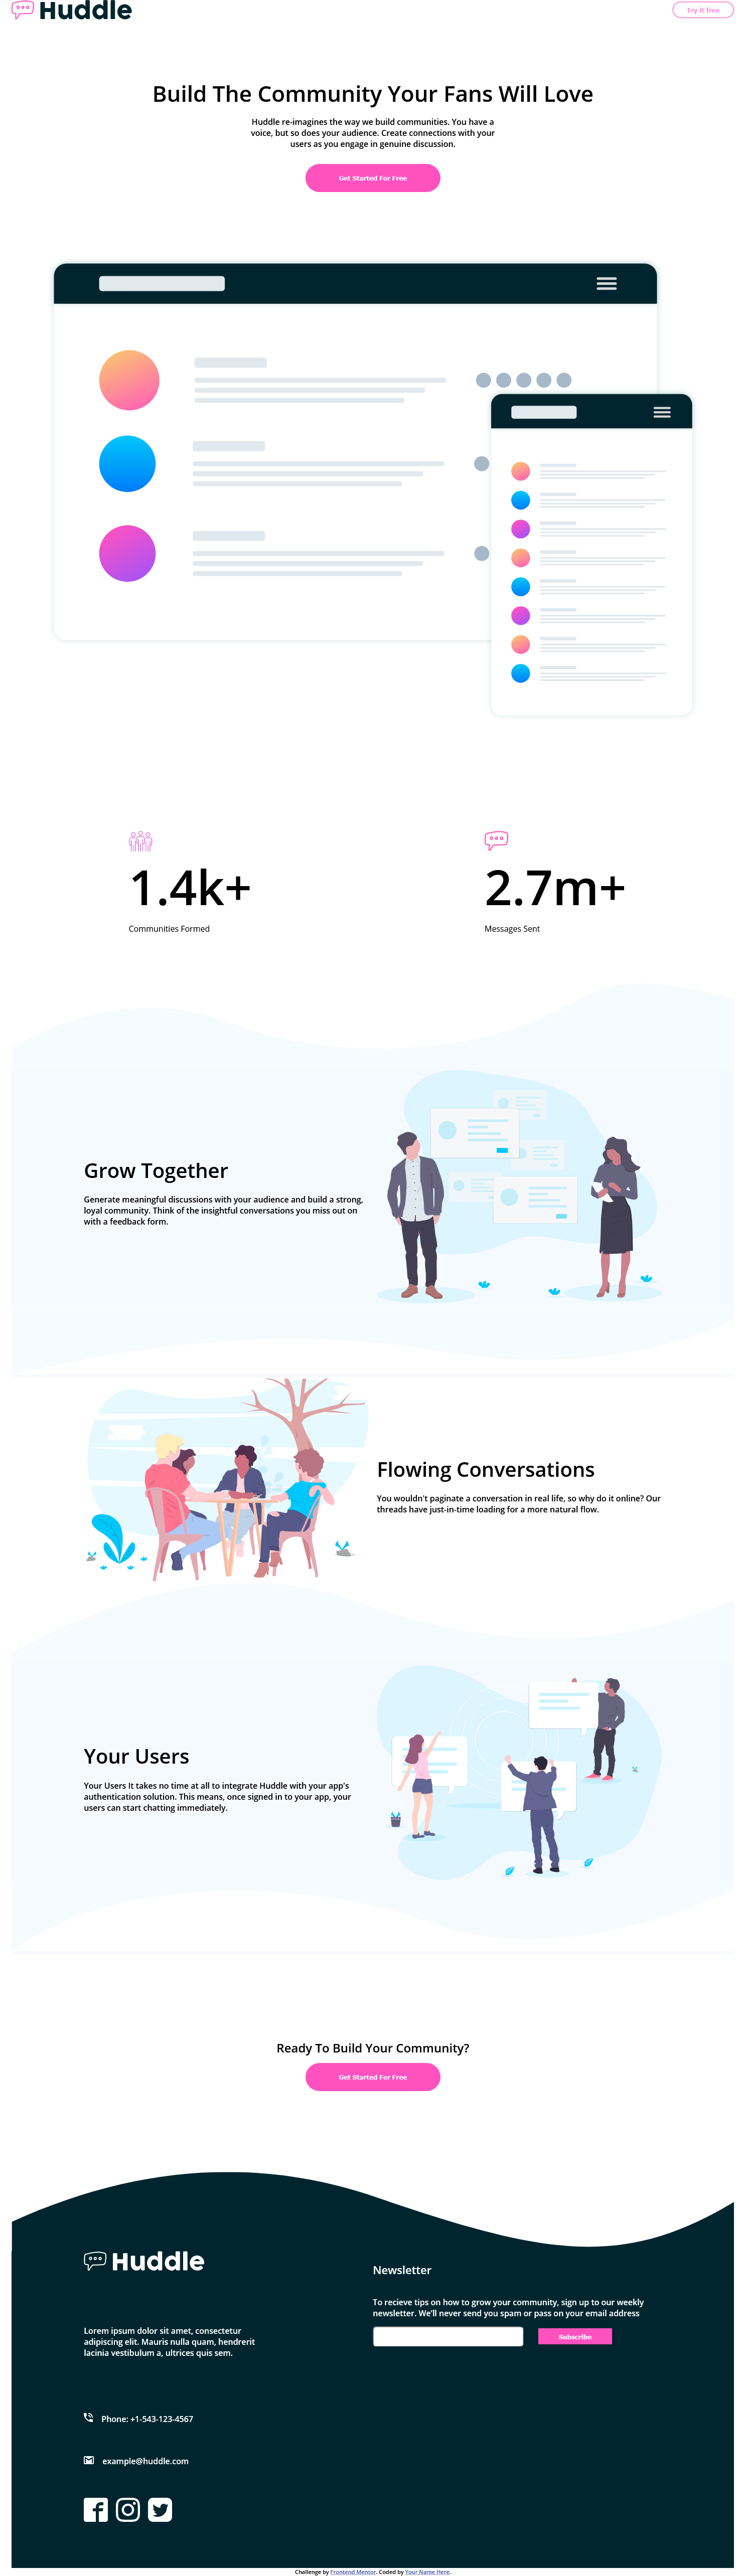 Huddle
Try it free
Build The Community Your Fans Will Love
Huddle re-imagines the way we build communities. You have a
voice, but so does your audience. Create connections with your
users as you engage in genuine discussion.
Get Started For Free
1.4k+
Communities Formed
2.7m+
Messages Sent
Grow Together
Generate meaningful discussions with your audience and build a strong,
loyal community. Think of the insightful conversations you miss out on
with a feedback form.
Flowing Conversations
You wouldn't paginate a conversation in real life, so why do it online? Our
threads have just-in-time loading for a more natural flow.
Your Users
Your Users It takes no time at all to integrate Huddle with your app's
authentication solution. This means, once signed in to your app, your
users can start chatting immediately.
Ready To Build Your Community?
Get Started For Free
Huddle
Lorem ipsum dolor sit amet, consectetur
adipiscing elit. Mauris nulla quam, hendrerit
lacinia vestibulum a, ultrices quis sem.
Phone: +1-543-123-4567
example@huddle.com
Newsletter
To recieve tips on how to grow your community, sign up to our weekly
newsletter. We'll never send you spam or pass on your email address
Subscribe
Challenge by Frontend Mentor. Coded by Your Name Here.